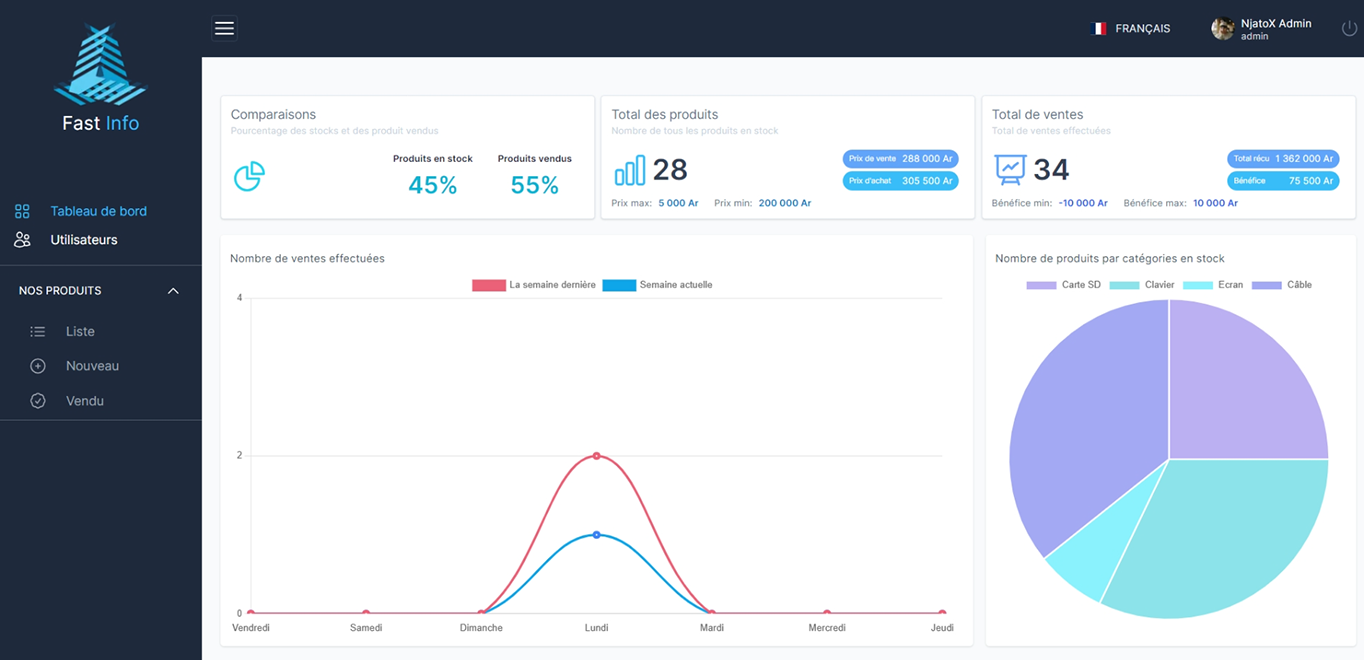 Fast Info
FRANÇAIS
NjatoX Admin
admin
Tableau de bord
Utilisateurs
NOS PRODUITS
Liste
Nouveau
Vendu
Comparaisons
Pourcentage des stocks et des produit vendus
Produits en stock
45%
Produits vendus
55%
Total des produits
Nombre de tous les produits en stock
28
Prix de vente 288 000 Ar
Prix d'achat 305 500 Ar
Prix max: 5 000 Ar Prix min: 200 000 Ar
Total de ventes
Total de ventes effectuées
34
Total récu 1 362 000 Ar
Bénéfice 75 500 Ar
Bénéfice min: -10 000 Ar Bénéfice max: 10 000 Ar
Nombre de ventes effectuées
La semaine dernière Semaine actuelle
4
2
0
Vendredi Samedi Dimanche Lundi Mardi Mercredi Jeudi
Nombre de produits par catégories en stock
Carte SD Clavier Ecran Câble